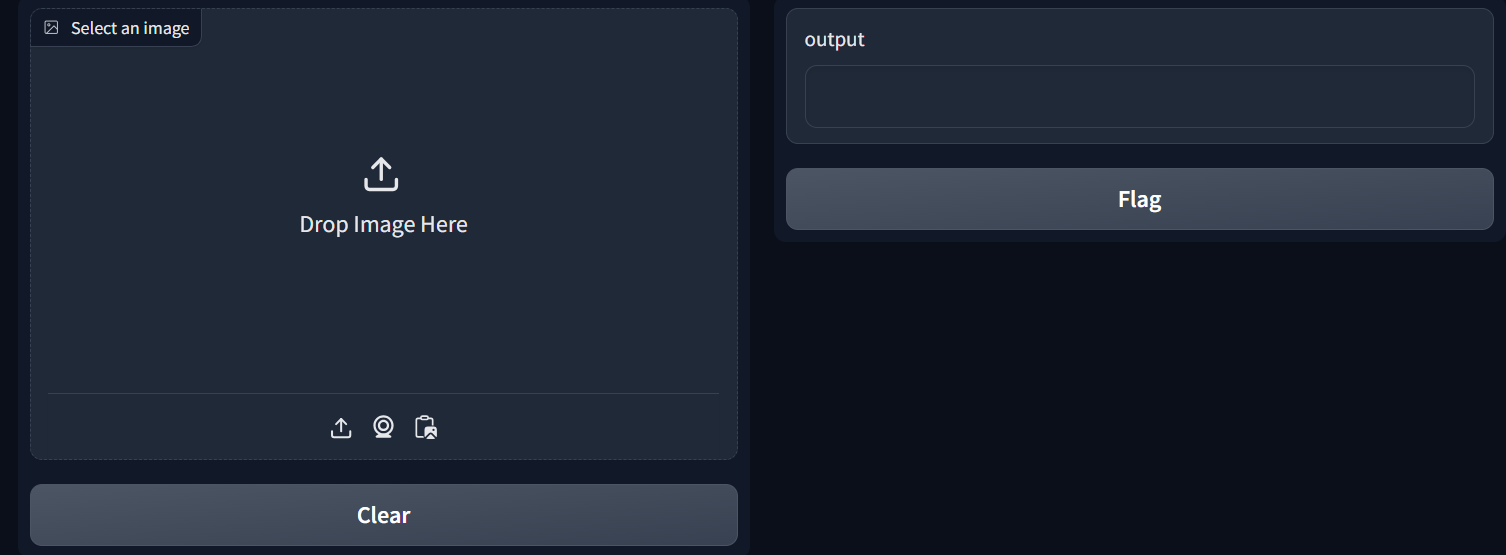 Select an image
Drop Image Here
Clear
output
Flag